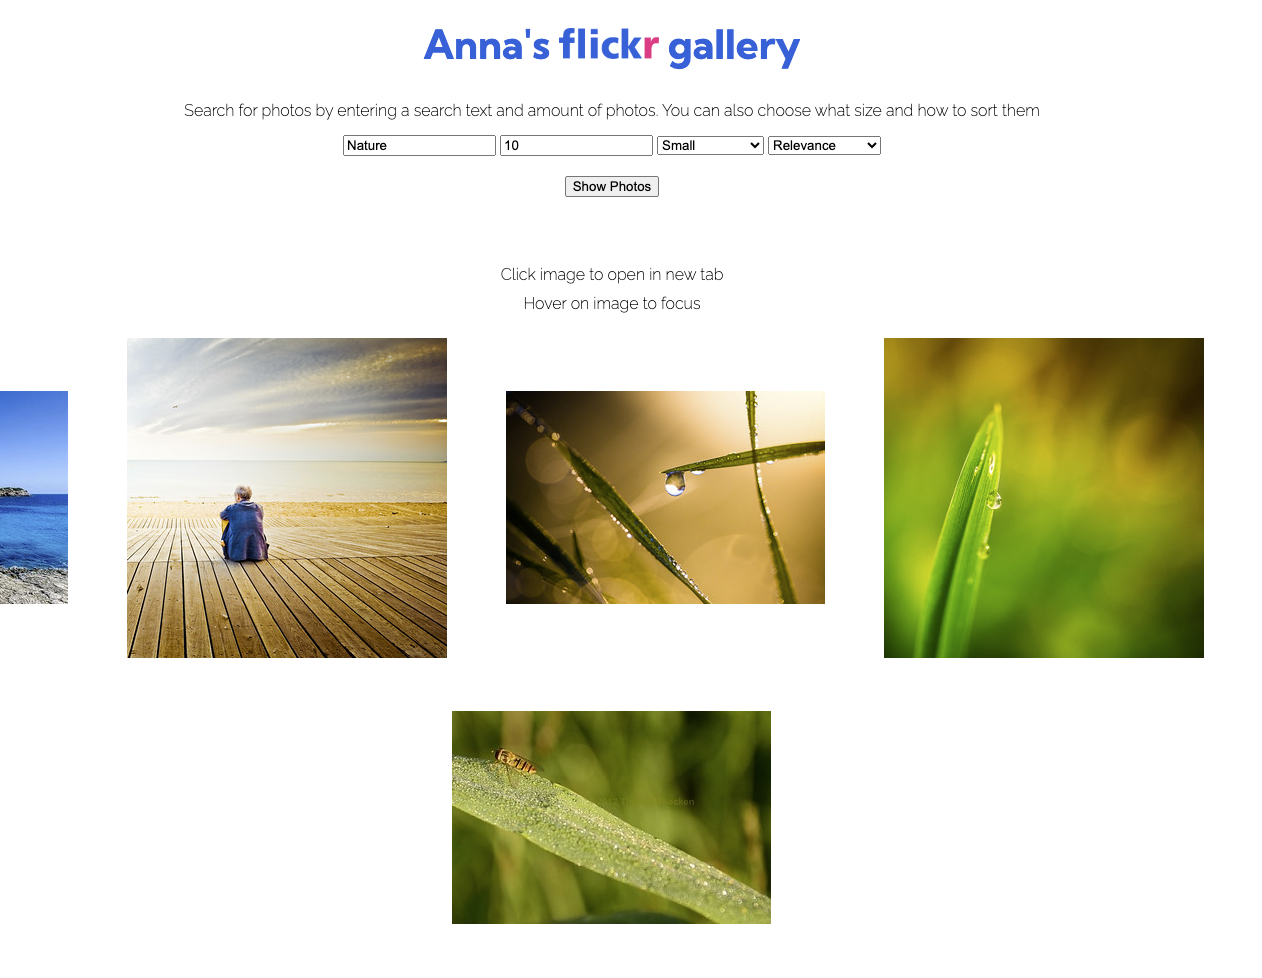 Anna's flickr gallery
Search for photos by entering a search text and amount of photos. You can also choose what size and how to sort them
Nature 10 Small Relevance
Show Photos
Click image to open in new tab
Hover on image to focus